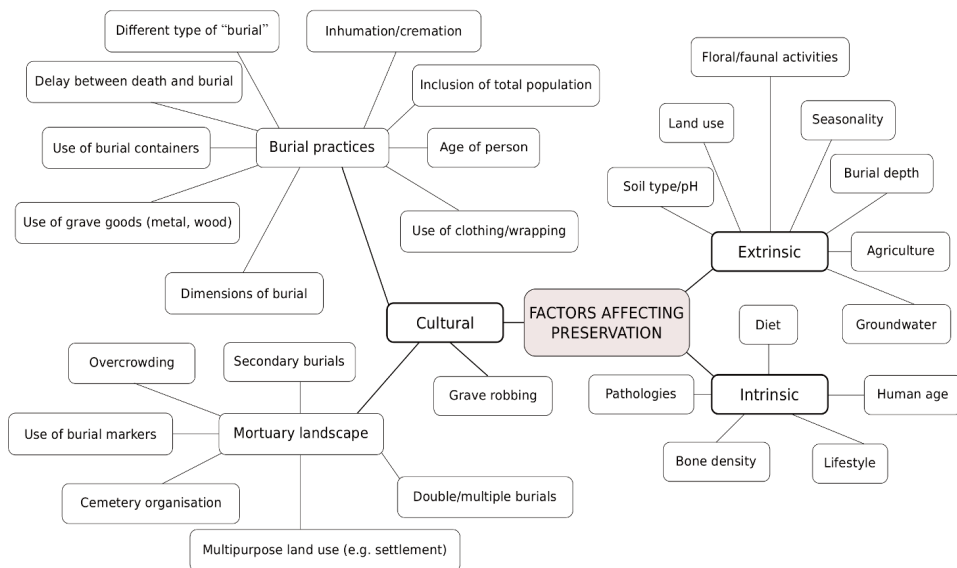 Different type of “burial”
Inhumation/cremation
Delay between death and burial
Inclusion of total population
Use of burial containers
Burial practices
Age of person
Use of grave goods (metal, wood)
Use of clothing/wrapping
Dimensions of burial
Floral/faunal activities
Land use
Seasonality
Soil type/pH
Burial depth
Extrinsic
Agriculture
Groundwater
Cultural
FACTORS AFFECTING
PRESERVATION
Diet
Pathologies
Intrinsic
Human age
Bone density
Lifestyle
Overcrowding
Secondary burials
Grave robbing
Use of burial markers
Mortuary landscape
Cemetery organisation
Double/multiple burials
Multipurpose land use (e.g. settlement)